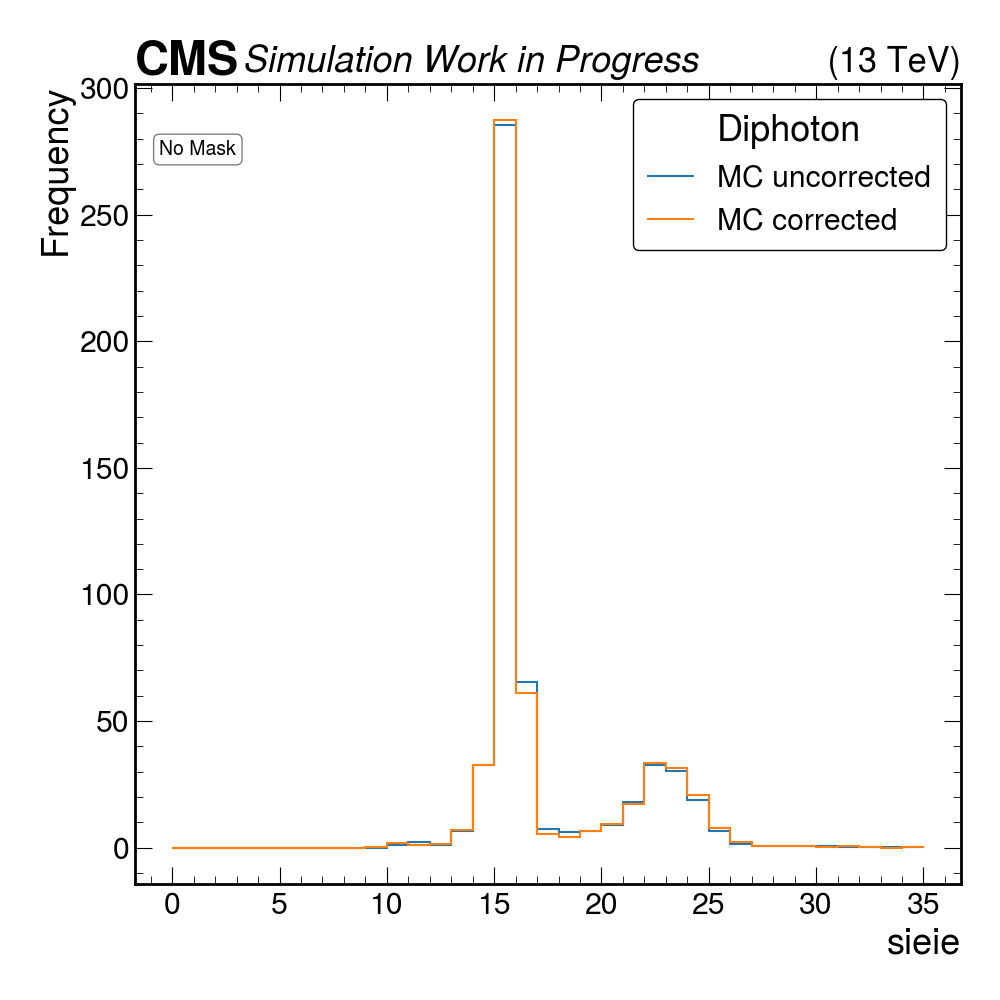 CMS Simulation Work in Progress (13 TeV)
Frequency
300
250
200
150
100
50
0
No Mask
Diphoton
MC uncorrected
MC corrected
0 5 10 15 20 25 30 35
sieie